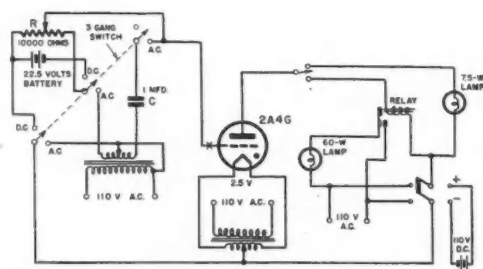 R
10000 OHMS
3 GANG
SWITCH
A.C.
22.5 VOLTS
BATTERY
D.C.
A.C.
1 MFD.
C
D.C.
A.C.
110 V A.C.
2A4G
2.5 V
110 V A.C.
RELAY
7.5-W
LAMP
60-W
LAMP
110 V
A.C.
+
-
110 V
D.C.